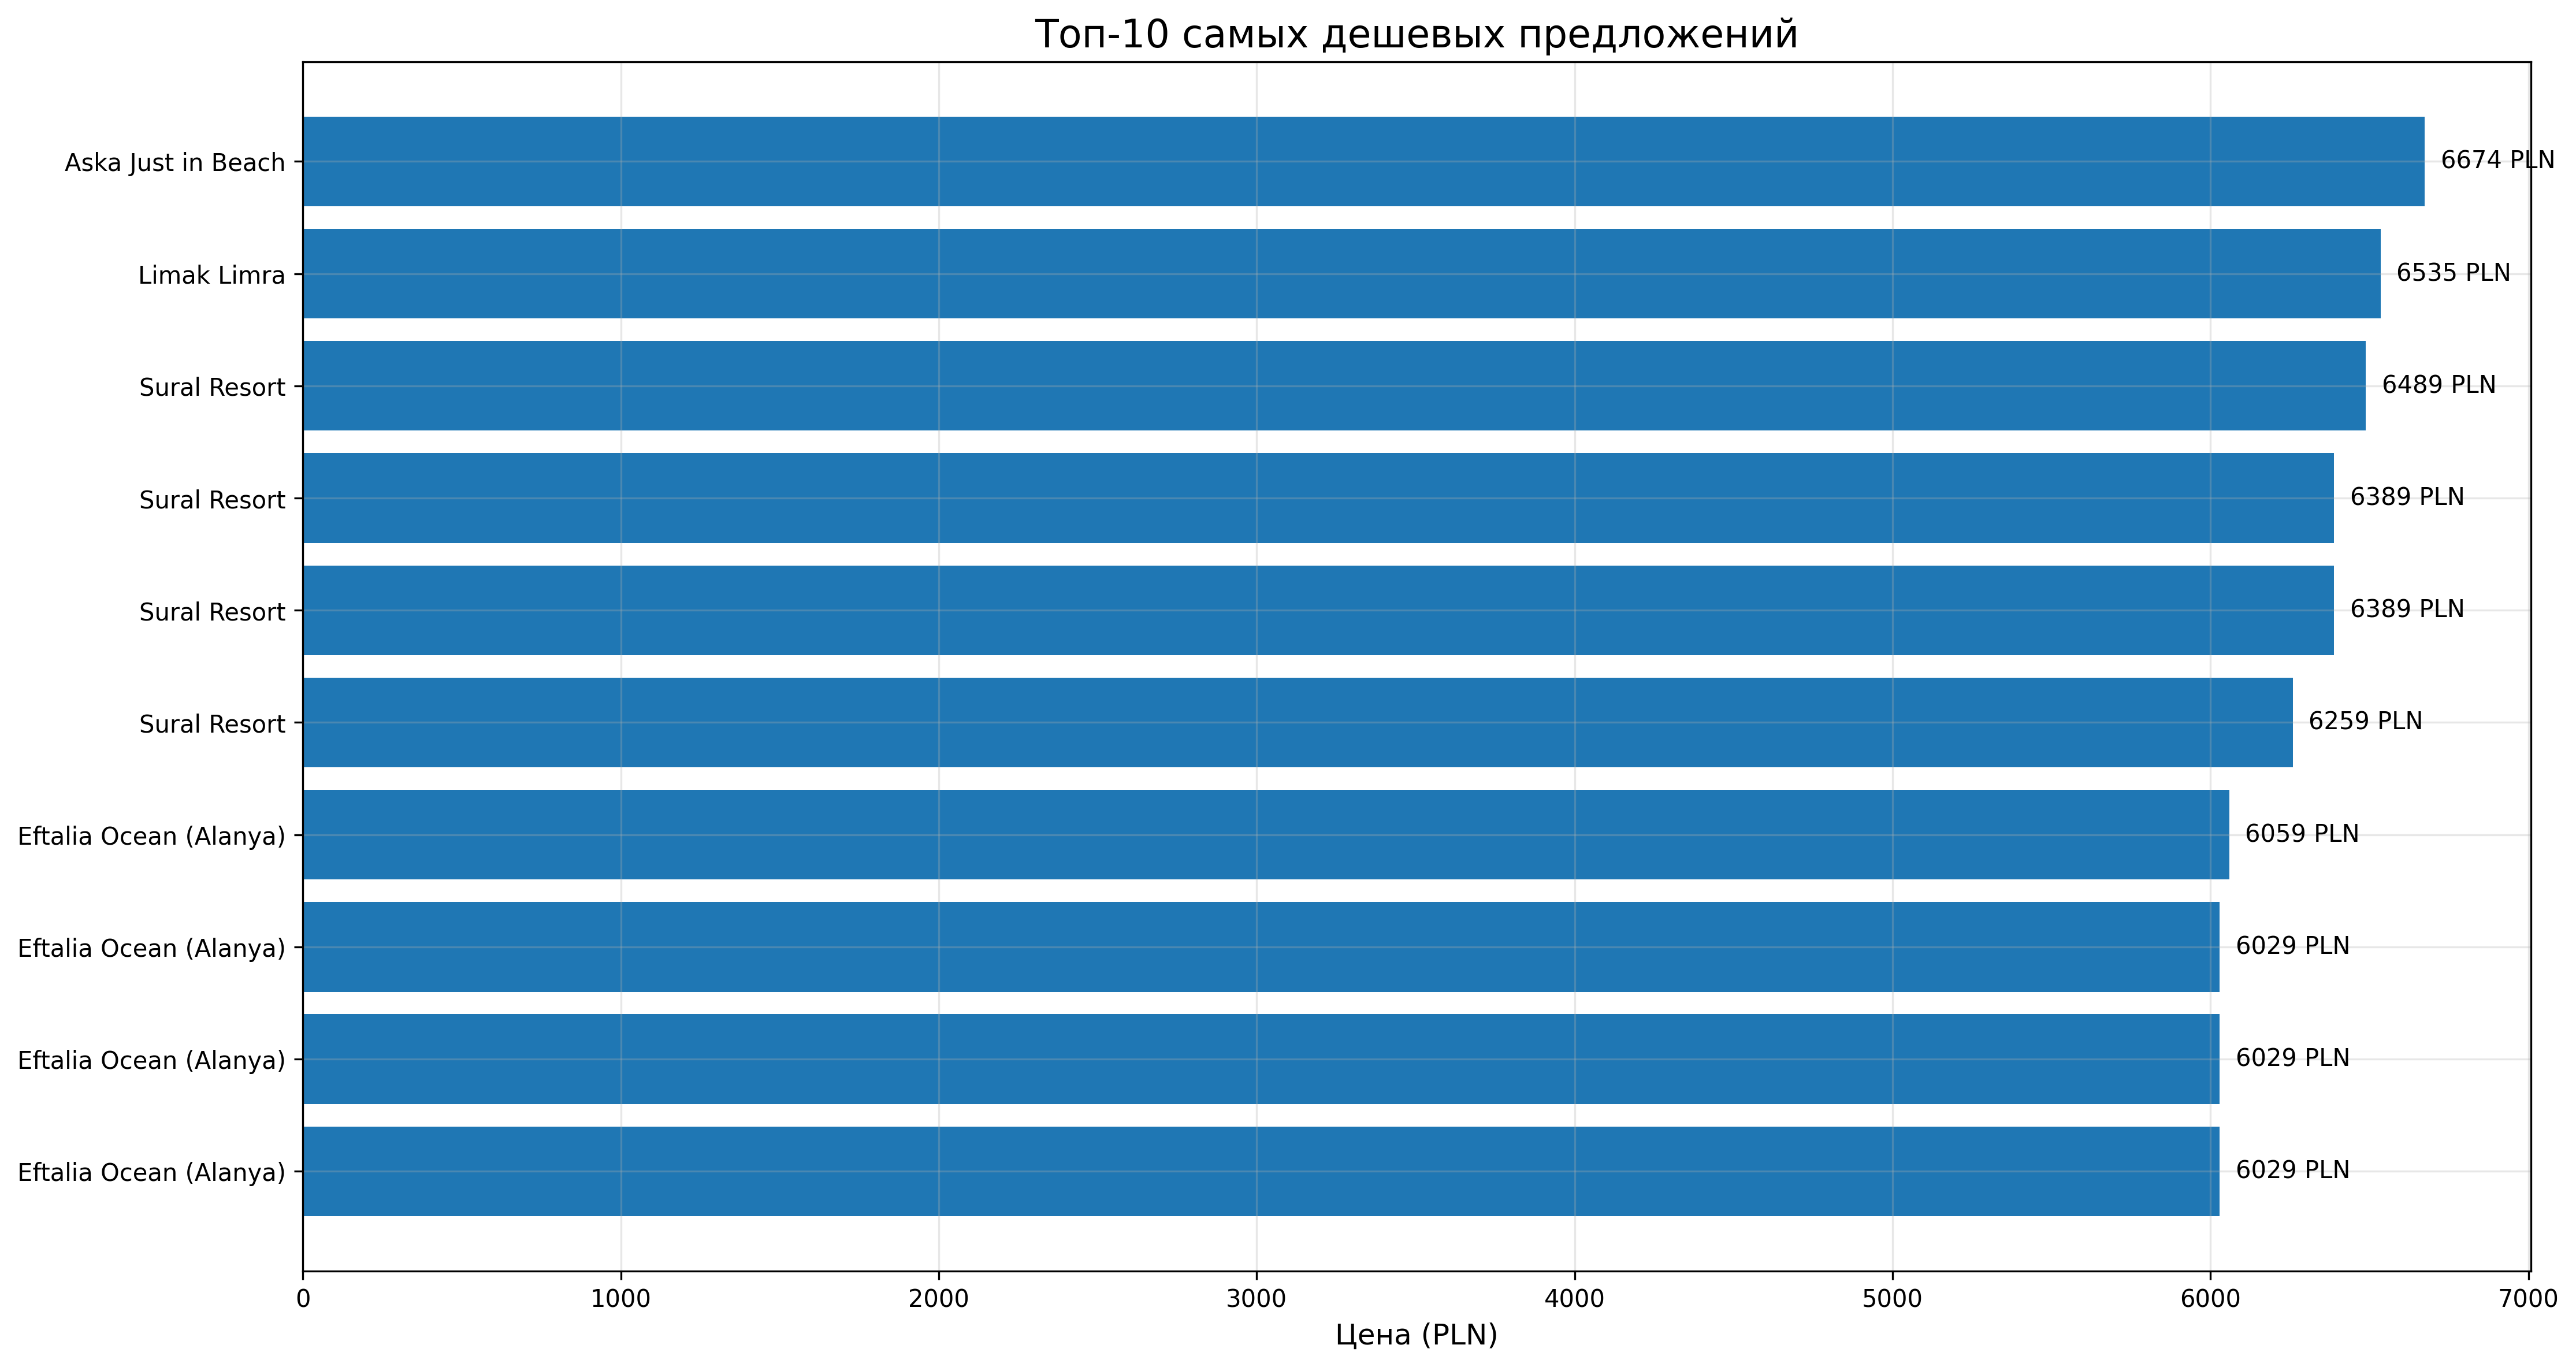 Топ-10 самых дешевых предложений
Aska Just in Beach 6674 PLN
Limak Limra 6535 PLN
Sural Resort 6489 PLN
Sural Resort 6389 PLN
Sural Resort 6389 PLN
Sural Resort 6259 PLN
Eftalia Ocean (Alanya) 6059 PLN
Eftalia Ocean (Alanya) 6029 PLN
Eftalia Ocean (Alanya) 6029 PLN
Eftalia Ocean (Alanya) 6029 PLN
0 1000 2000 3000 4000 5000 6000 7000
Цена (PLN)